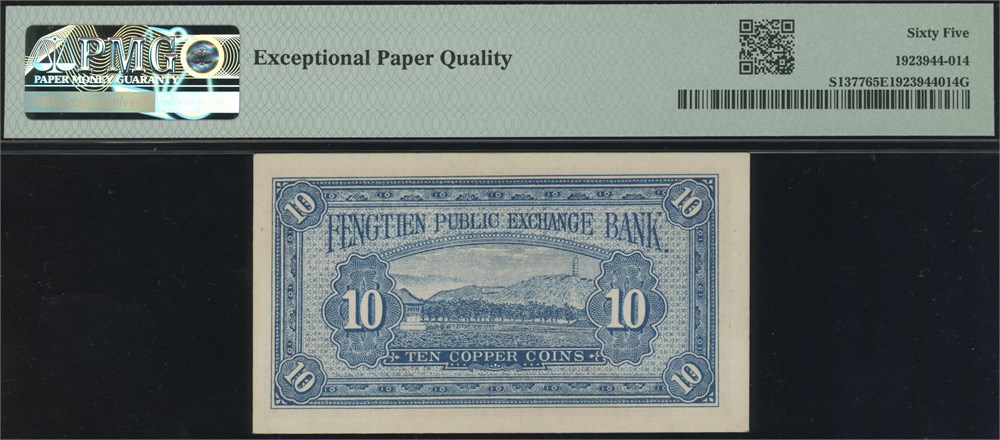 PMG
PAPER MONEY GUARANTY
Exceptional Paper Quality
Sixty Five
1923944-014
S137765E1923944014G
10 10
FENGTIEN PUBLIC EXCHANGE BANK.
10 10
TEN COPPER COINS
10 10